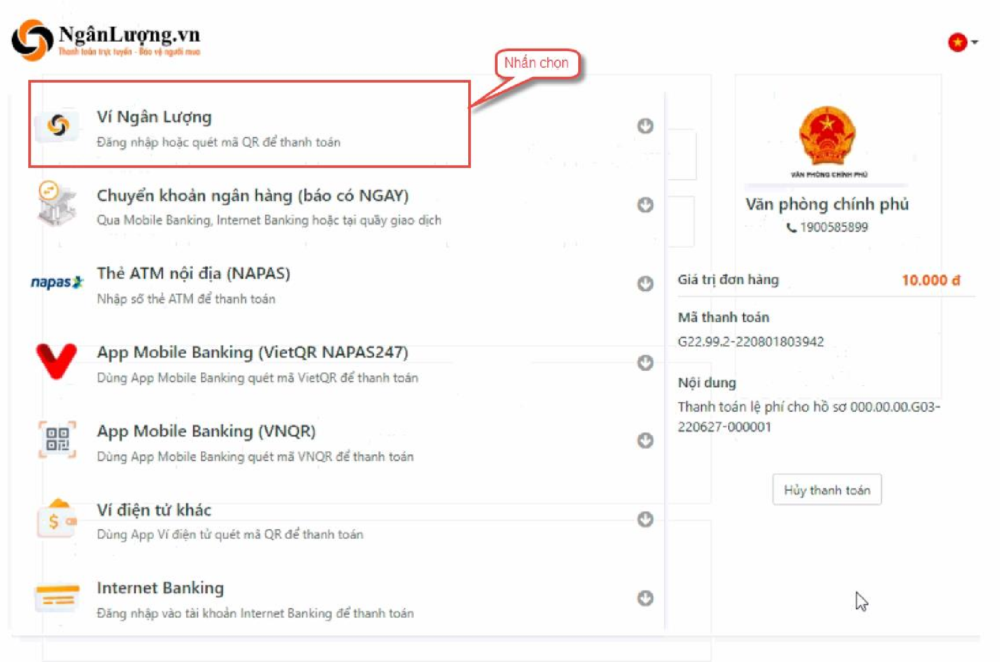 NgânLượng.vn
Thanh toán trực tuyến - Bảo vệ người mua
Nhấn chọn
Ví Ngân Lượng
Đăng nhập hoặc quét mã QR để thanh toán
Chuyển khoản ngân hàng (báo có NGAY)
Qua Mobile Banking, Internet Banking hoặc tại quầy giao dịch
napas
Thẻ ATM nội địa (NAPAS)
Nhập số thẻ ATM để thanh toán
App Mobile Banking (VietQR NAPAS247)
Dùng App Mobile Banking quét mã VietQR để thanh toán
App Mobile Banking (VNQR)
Dùng App Mobile Banking quét mã VNQR để thanh toán
Ví điện tử khác
Dùng App Ví điện tử quét mã QR để thanh toán
Internet Banking
Đăng nhập vào tài khoản Internet Banking để thanh toán
VĂN PHÒNG CHÍNH PHỦ
Văn phòng chính phủ
1900585899
Giá trị đơn hàng 10.000 đ
Mã thanh toán
G22.99.2-220801803942
Nội dung
Thanh toán lệ phí cho hồ sơ 000.00.00.G03-
220627-000001
Hủy thanh toán